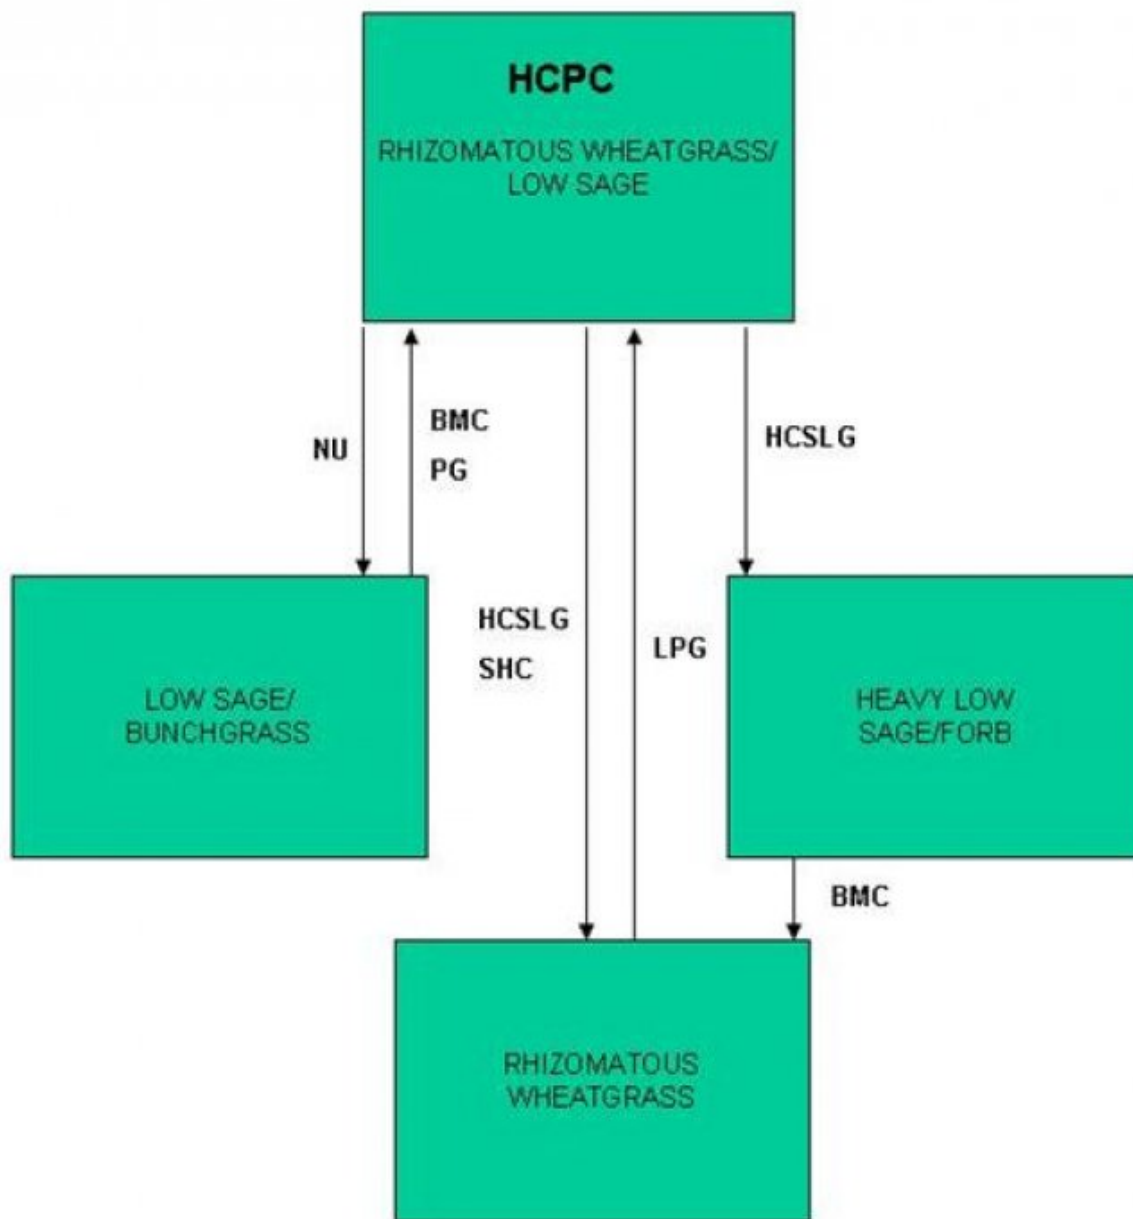 HCPC
RHIZOMATOUS WHEATGRASS/
LOW SAGE
NU
BMC
PG
HCSLG
HCSLG
SHC
LPG
LOW SAGE/
BUNCHGRASS
HEAVY LOW
SAGE/FORB
BMC
RHIZOMATOUS
WHEATGRASS